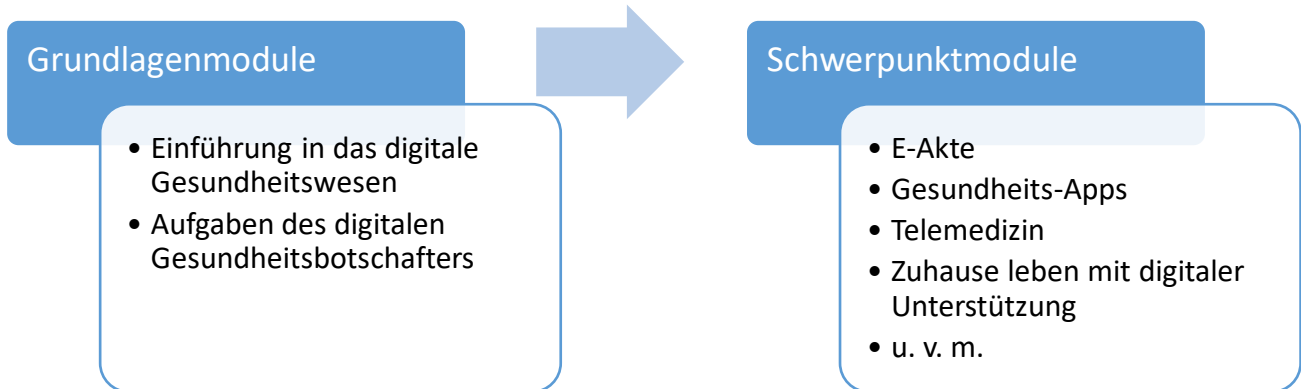 Grundlagenmodule
• Einführung in das digitale
Gesundheitswesen
• Aufgaben des digitalen
Gesundheitsbotschafters
Schwerpunktmodule
• E-Akte
• Gesundheits-Apps
• Telemedizin
• Zuhause leben mit digitaler
Unterstützung
• u. v. m.